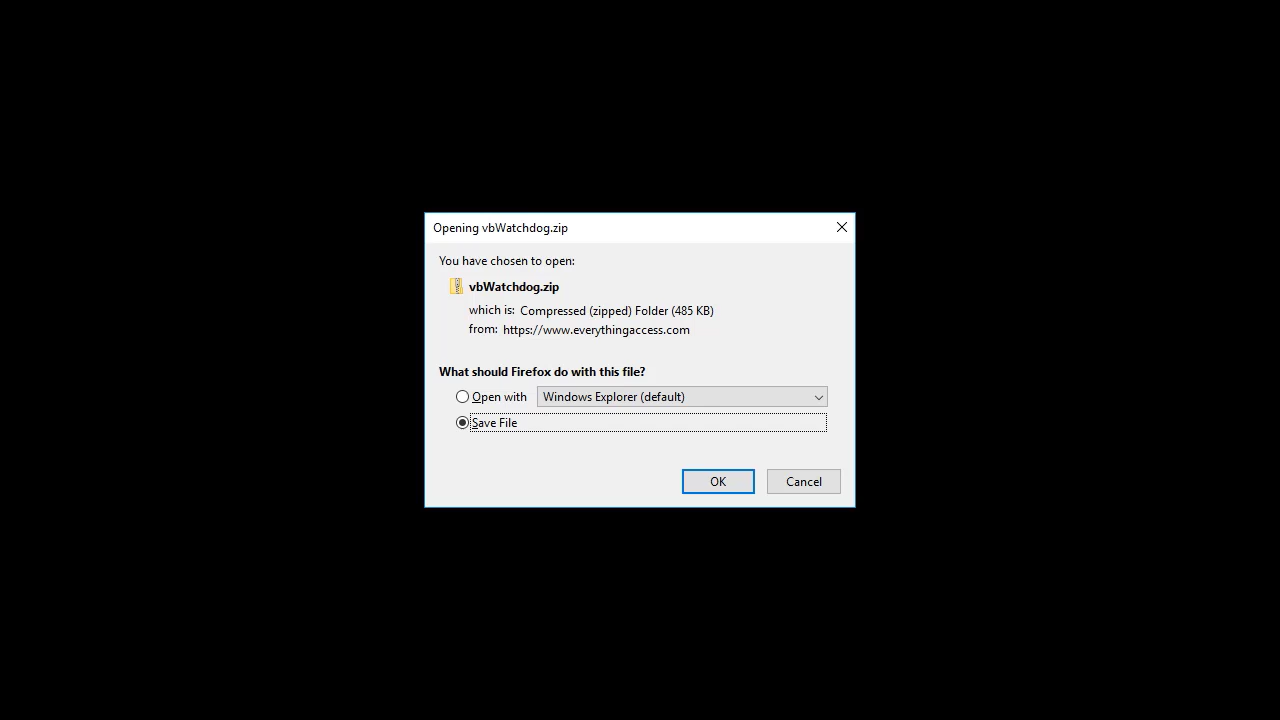 Opening vbWatchdog.zip
You have chosen to open:
vbWatchdog.zip
which is: Compressed (zipped) Folder (485 KB)
from: https://www.everythingaccess.com
What should Firefox do with this file?
Open with Windows Explorer (default)
Save File
OK Cancel